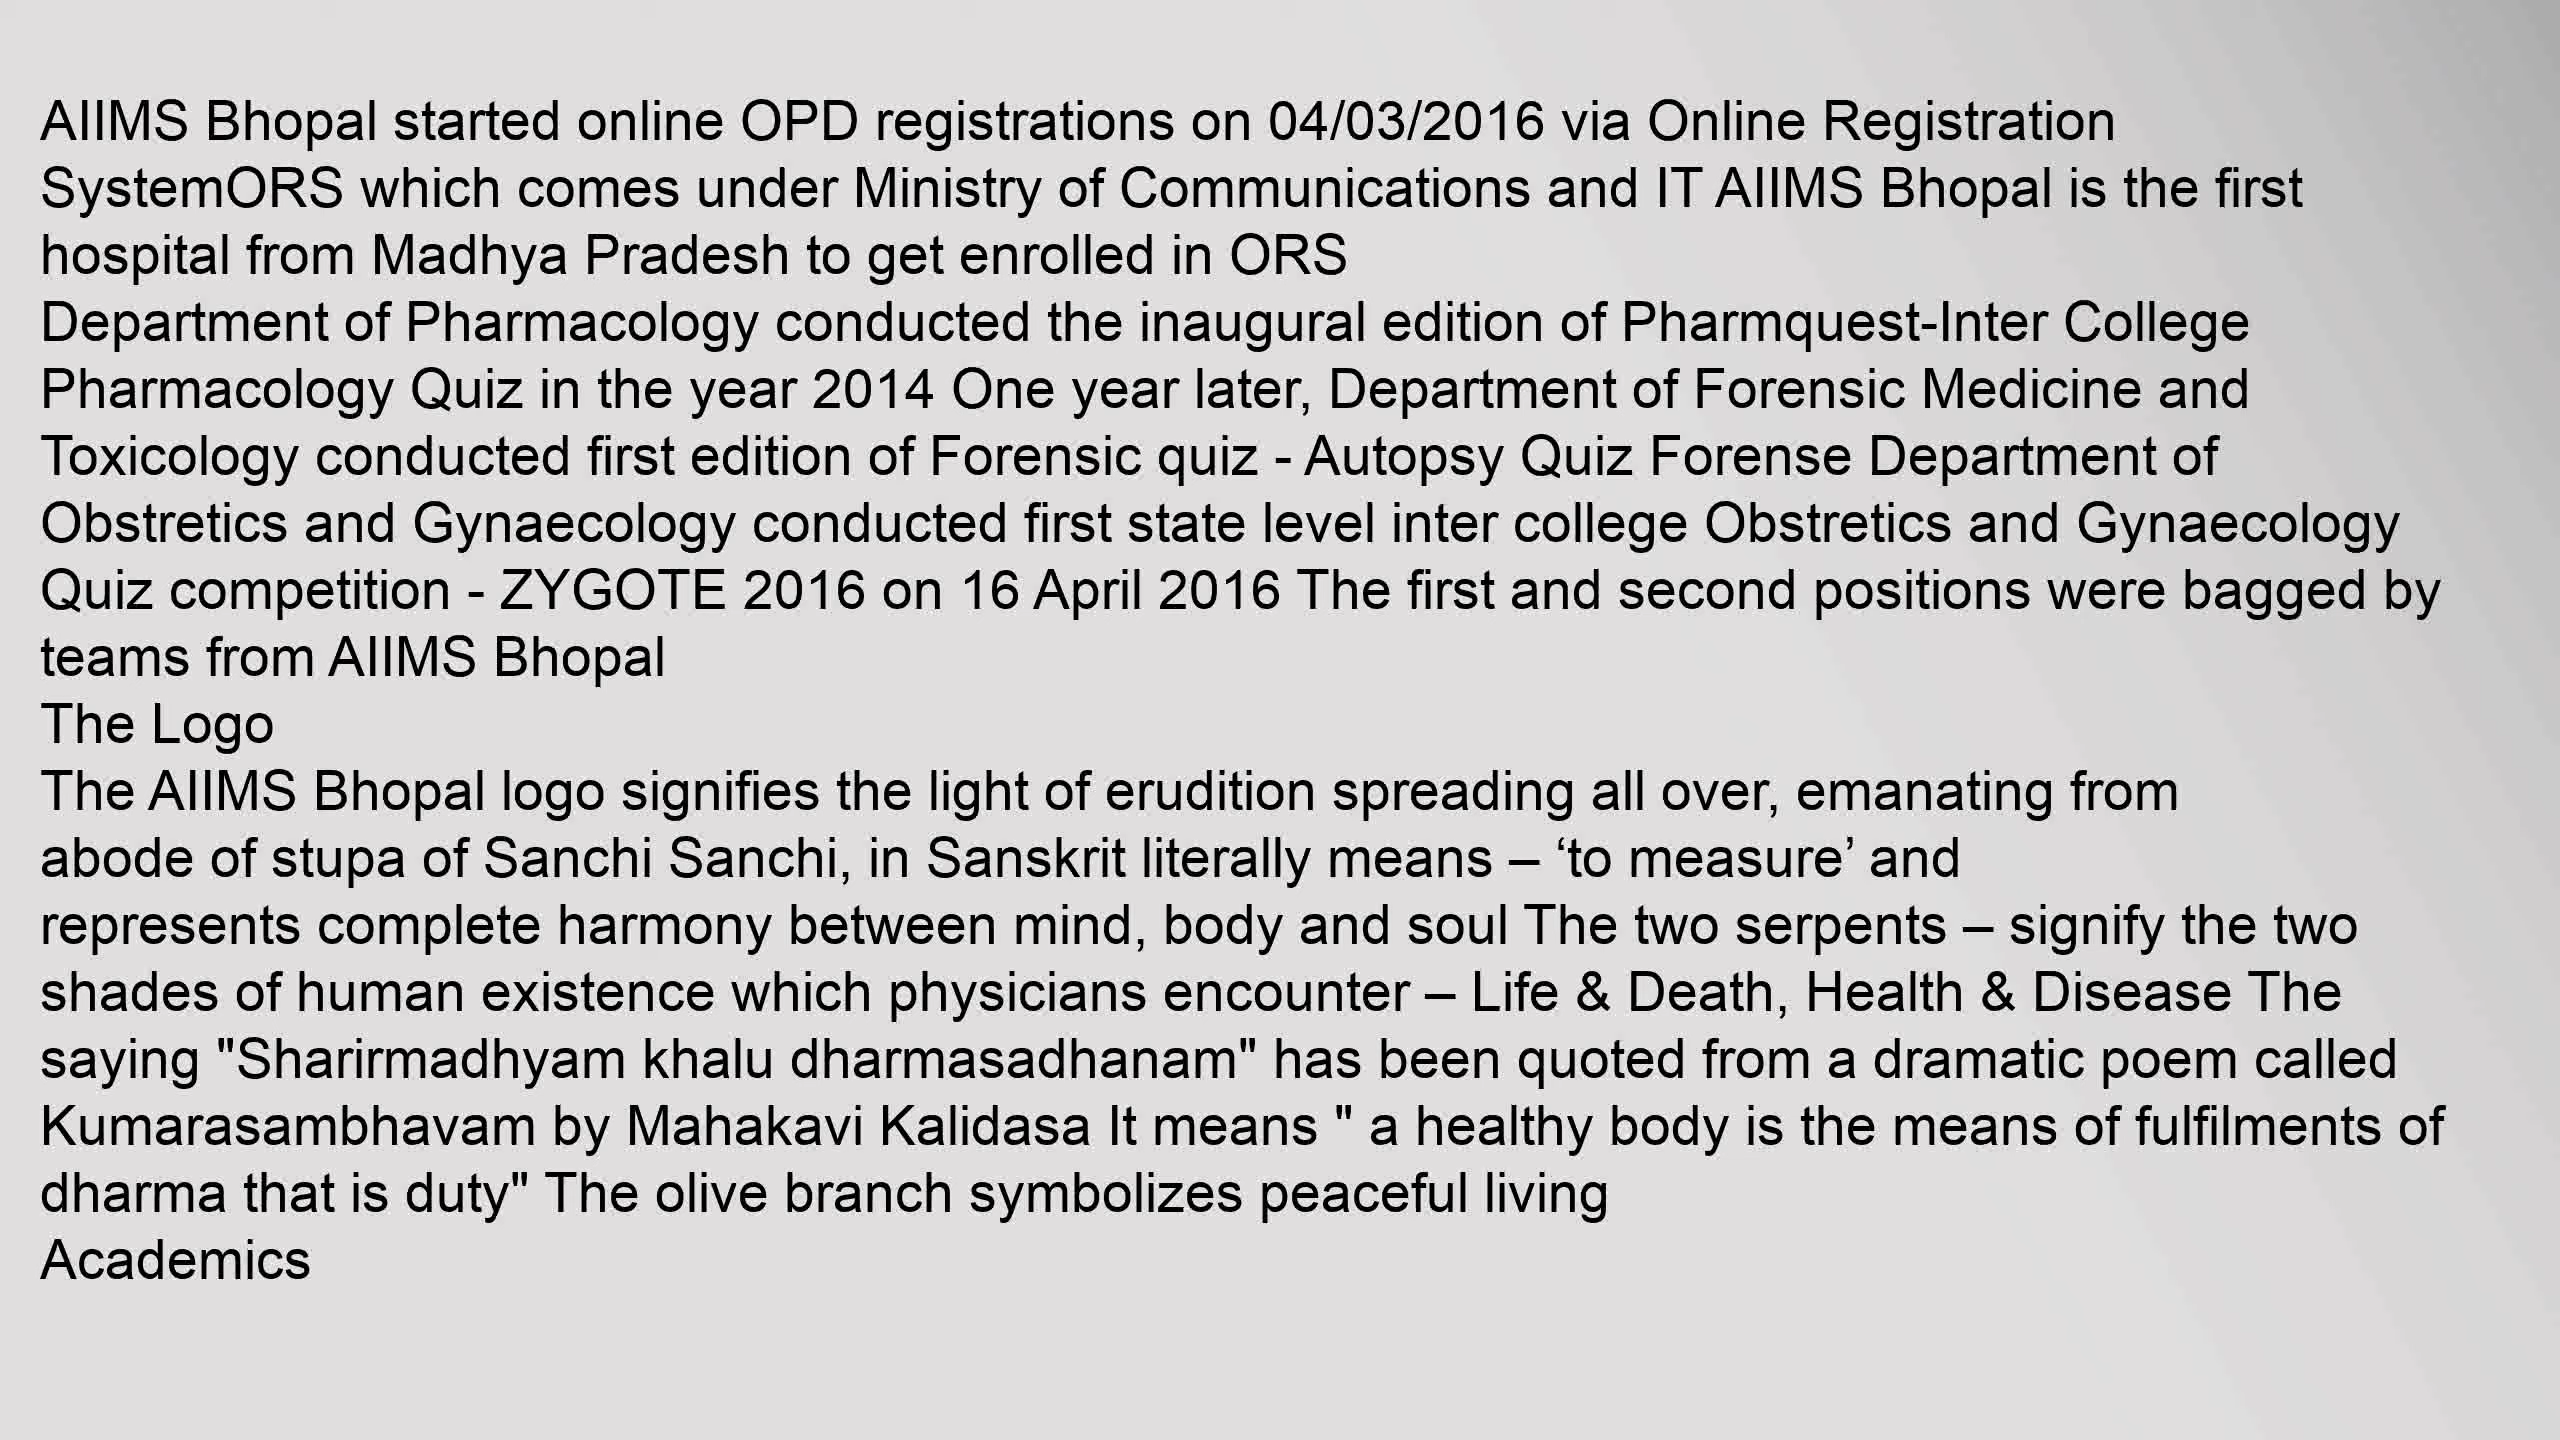 AIIMS Bhopal started online OPD registrations on 04/03/2016 via Online Registration
SystemORS which comes under Ministry of Communications and IT AIIMS Bhopal is the first
hospital from Madhya Pradesh to get enrolled in ORS
Department of Pharmacology conducted the inaugural edition of Pharmquest-Inter College
Pharmacology Quiz in the year 2014 One year later, Department of Forensic Medicine and
Toxicology conducted first edition of Forensic quiz - Autopsy Quiz Forense Department of
Obstretics and Gynaecology conducted first state level inter college Obstretics and Gynaecology
Quiz competition - ZYGOTE 2016 on 16 April 2016 The first and second positions were bagged by
teams from AIIMS Bhopal
The Logo
The AIIMS Bhopal logo signifies the light of erudition spreading all over, emanating from
abode of stupa of Sanchi Sanchi, in Sanskrit literally means – ‘to measure’ and
represents complete harmony between mind, body and soul The two serpents – signify the two
shades of human existence which physicians encounter – Life & Death, Health & Disease The
saying "Sharirmadhyam khalu dharmasadhanam" has been quoted from a dramatic poem called
Kumarasambhavam by Mahakavi Kalidasa It means " a healthy body is the means of fulfilments of
dharma that is duty" The olive branch symbolizes peaceful living
Academics